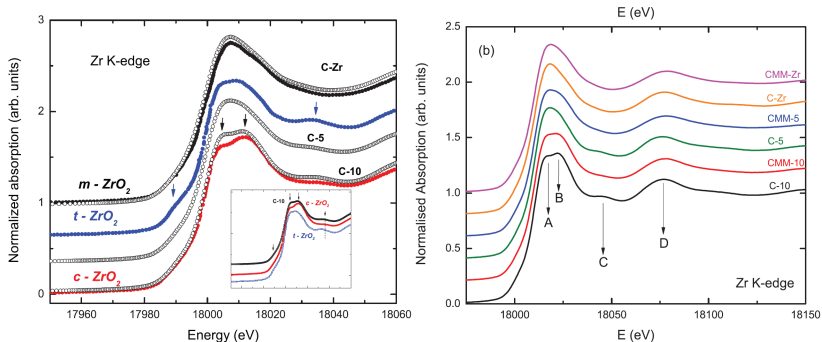 3
2
1
0
Normalized absorption (arb. units)
Zr K-edge
C-Zr
C-5
C-10
m - ZrO2
t - ZrO2
c - ZrO2
C-10
c - ZrO2
t - ZrO2
17960
17980
18000
18020
18040
18060
Energy (eV)
E (eV)
(b)
2.5
2.0
1.5
1.0
0.5
0.0
Normalised Absorption (arb. units)
CMM-Zr
C-Zr
CMM-5
C-5
CMM-10
C-10
A
B
C
D
Zr K-edge
18000
18050
18100
18150
E (eV)